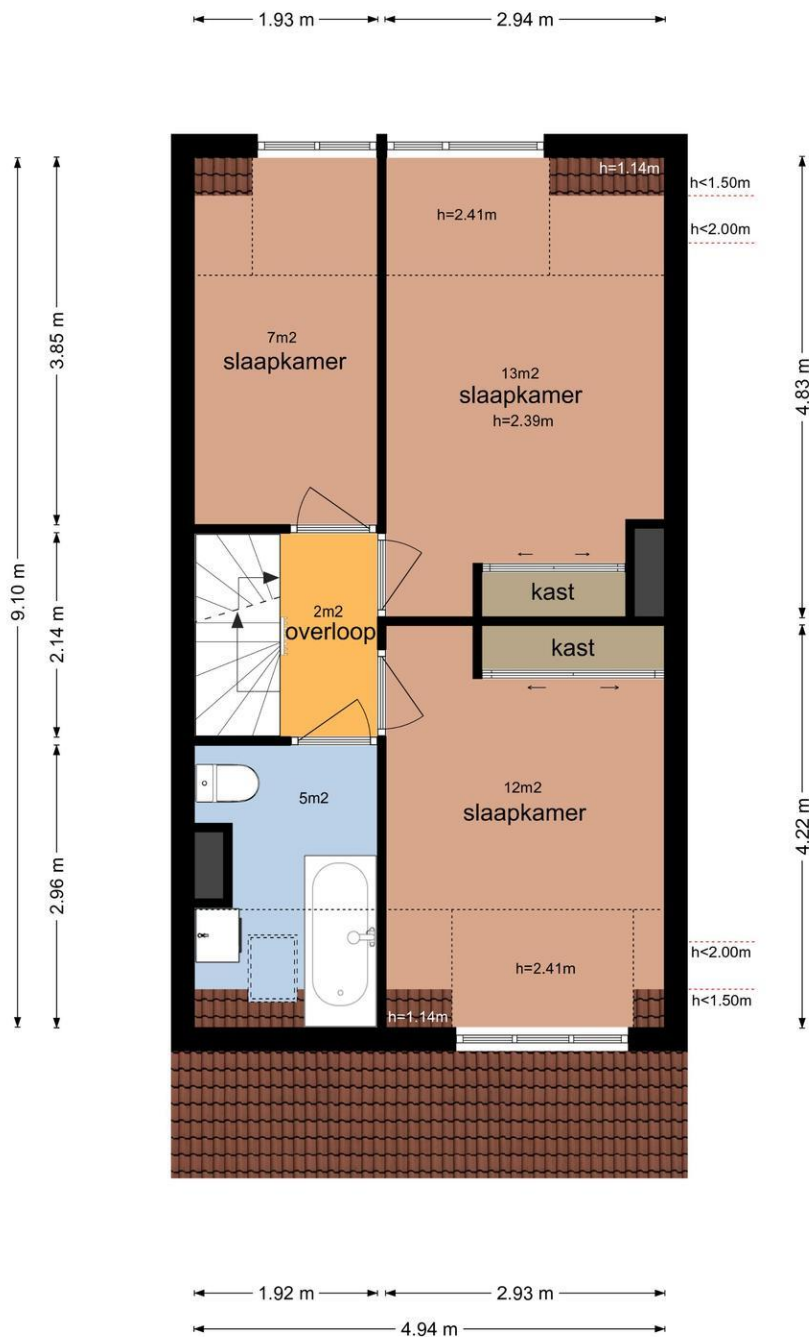 1.93 m
2.94 m
h=1.14m
h<1.50m
h=2.41m
h<2.00m
7m2
slaapkamer
3.85 m
13m2
slaapkamer
h=2.39m
4.83 m
9.10 m
2.14 m
kast
2m2
overloop
kast
5m2
12m2
slaapkamer
4.22 m
2.96 m
h<2.00m
h=2.41m
h<1.50m
h=1.14m
1.92 m
2.93 m
4.94 m